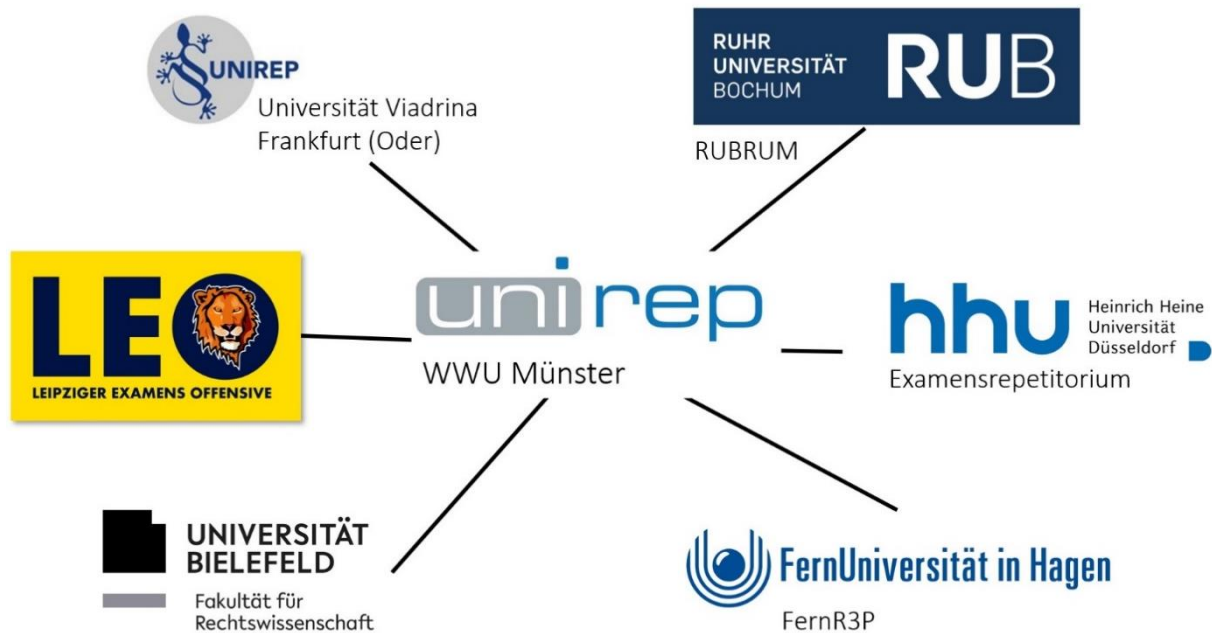 UNIREP
Universität Viadrina
Frankfurt (Oder)
RUHR
UNIVERSITÄT
BOCHUM
RUB
RUBRUM
LEO
LEIPZIGER EXAMENS OFFENSIVE
unirep
WWU Münster
hhu
Heinrich Heine
Universität
Düsseldorf
Examensrepetitorium
UNIVERSITÄT
BIELEFELD
Fakultät für
Rechtswissenschaft
FernUniversität in Hagen
FernR3P